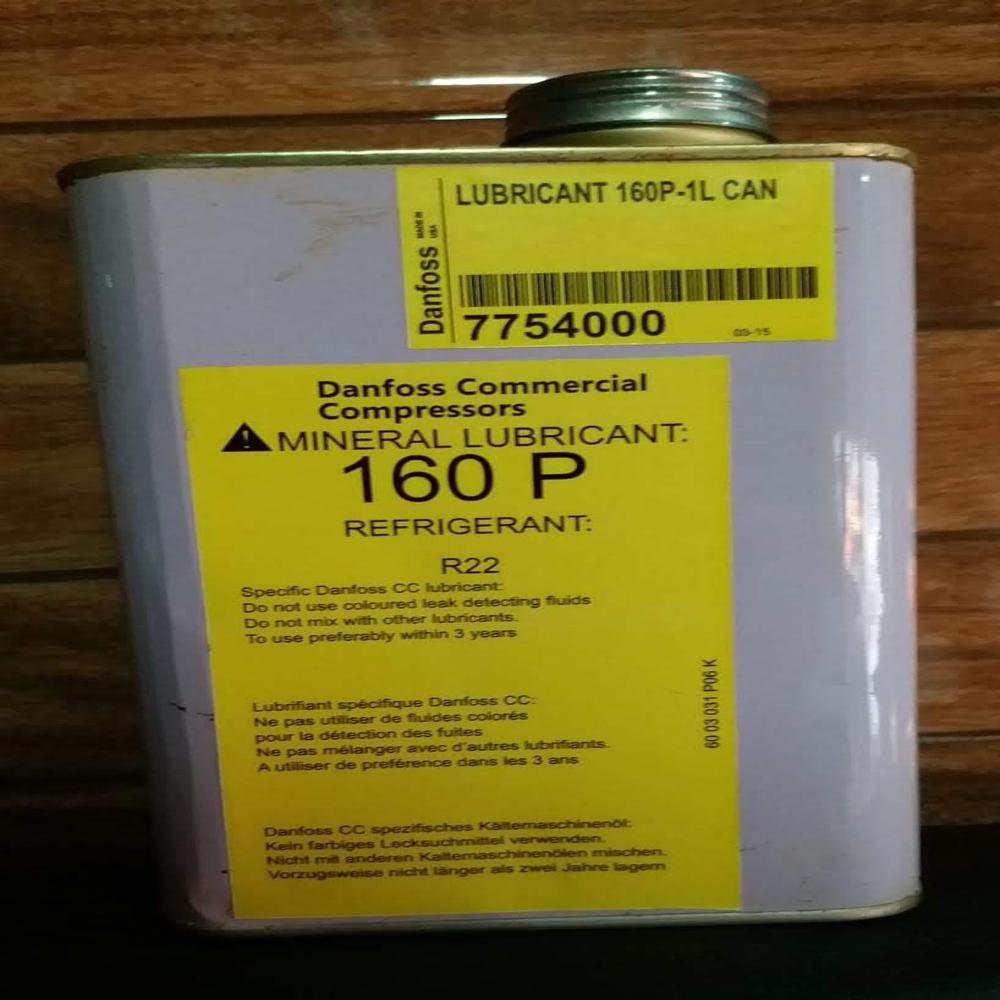 LUBRICANT 160P-1L CAN
Danfoss
MADE IN
USA
7754000
03-15
Danfoss Commercial
Compressors
MINERAL LUBRICANT:
160 P
REFRIGERANT:
R22
Specific Danfoss CC lubricant:
Do not use coloured leak detecting fluids
Do not mix with other lubricants.
To use preferably within 3 years
Lubrifiant spécifique Danfoss CC:
Ne pas utiliser de fluides colorés
pour la détection des fuites
Ne pas mélanger avec d'autres lubrifiants.
A utiliser de preférence dans les 3 ans
60 03 031 P06 K
Danfoss CC spezifisches Kältemaschinenöl:
Kein farbiges Lecksuchmittel verwenden.
Nicht mit anderen Kaltemaschinenölen mischen.
Vorzugsweise nicht länger als zwei Jahre lagern